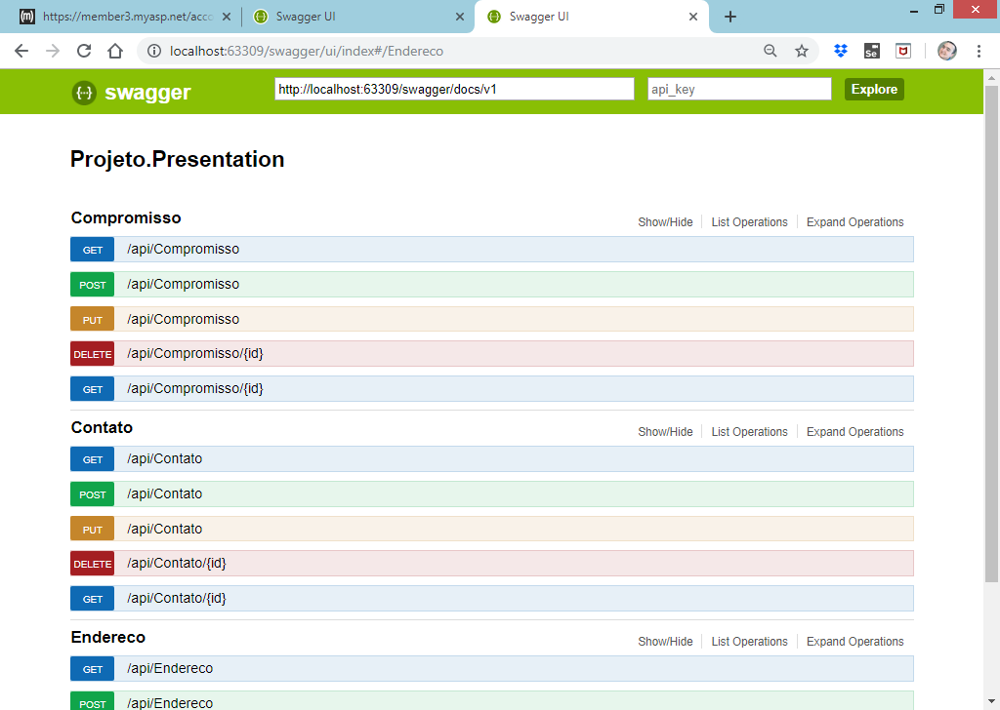 https://member3.myasp.net/acco
Swagger UI
Swagger UI
localhost:63309/swagger/ui/index#/Endereco
Se
swagger
http://localhost:63309/swagger/docs/v1
api_key
Explore
Projeto.Presentation
Compromisso
Show/Hide
List Operations
Expand Operations
GET /api/Compromisso
POST /api/Compromisso
PUT /api/Compromisso
DELETE /api/Compromisso/{id}
GET /api/Compromisso/{id}
Contato
Show/Hide
List Operations
Expand Operations
GET /api/Contato
POST /api/Contato
PUT /api/Contato
DELETE /api/Contato/{id}
GET /api/Contato/{id}
Endereco
Show/Hide
List Operations
Expand Operations
GET /api/Endereco
POST /api/Endereco